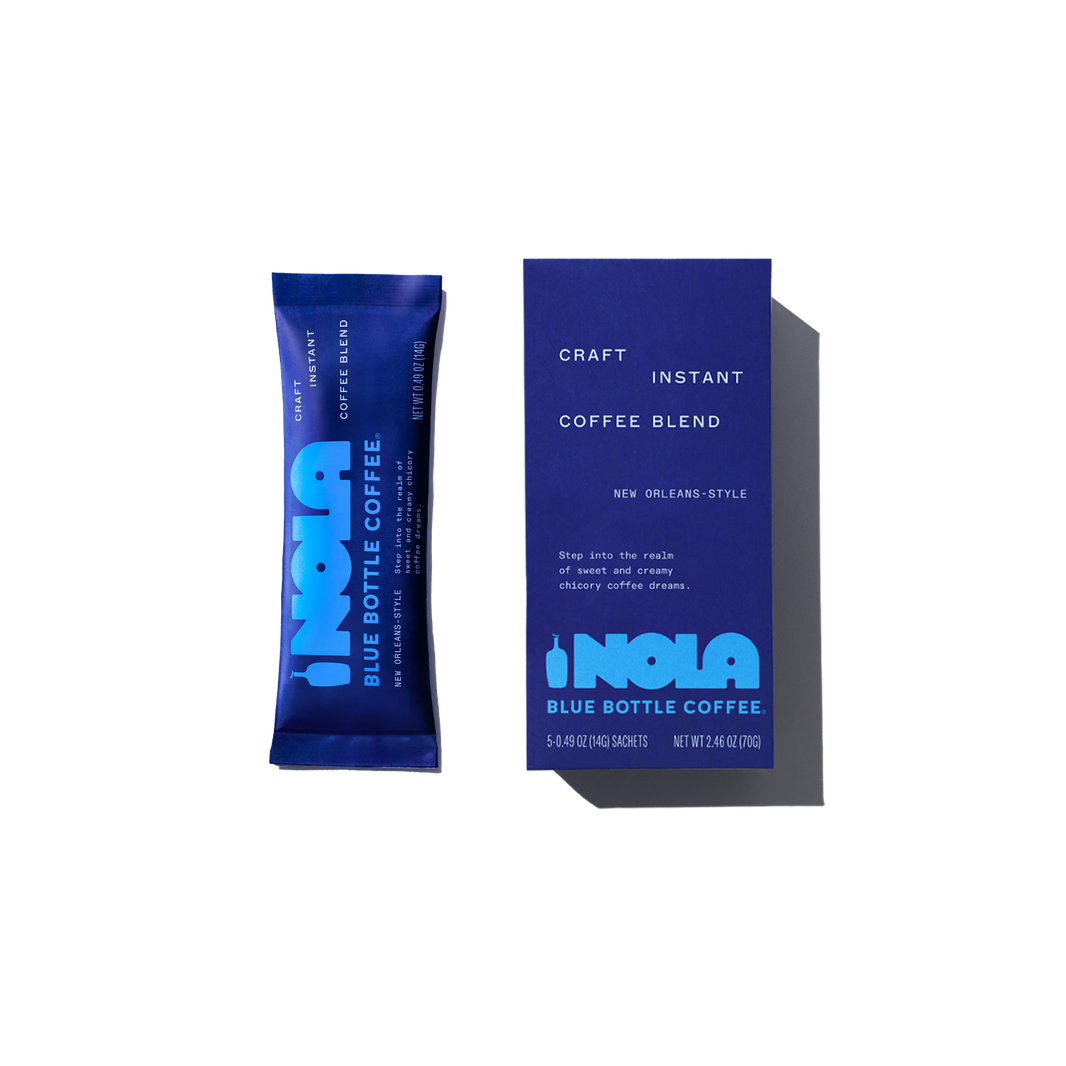 CRAFT
INSTANT
COFFEE BLEND
NOLA
BLUE BOTTLE COFFEE®
NEW ORLEANS-STYLE
Step into the realm of
sweet and creamy chicory
coffee dreams.
NET WT 0.49 OZ (14G)
CRAFT
INSTANT
COFFEE BLEND
NEW ORLEANS-STYLE
Step into the realm
of sweet and creamy
chicory coffee dreams.
NOLA
BLUE BOTTLE COFFEE®
5-0.49 OZ (14G) SACHETS
NET WT 2.46 OZ (70G)